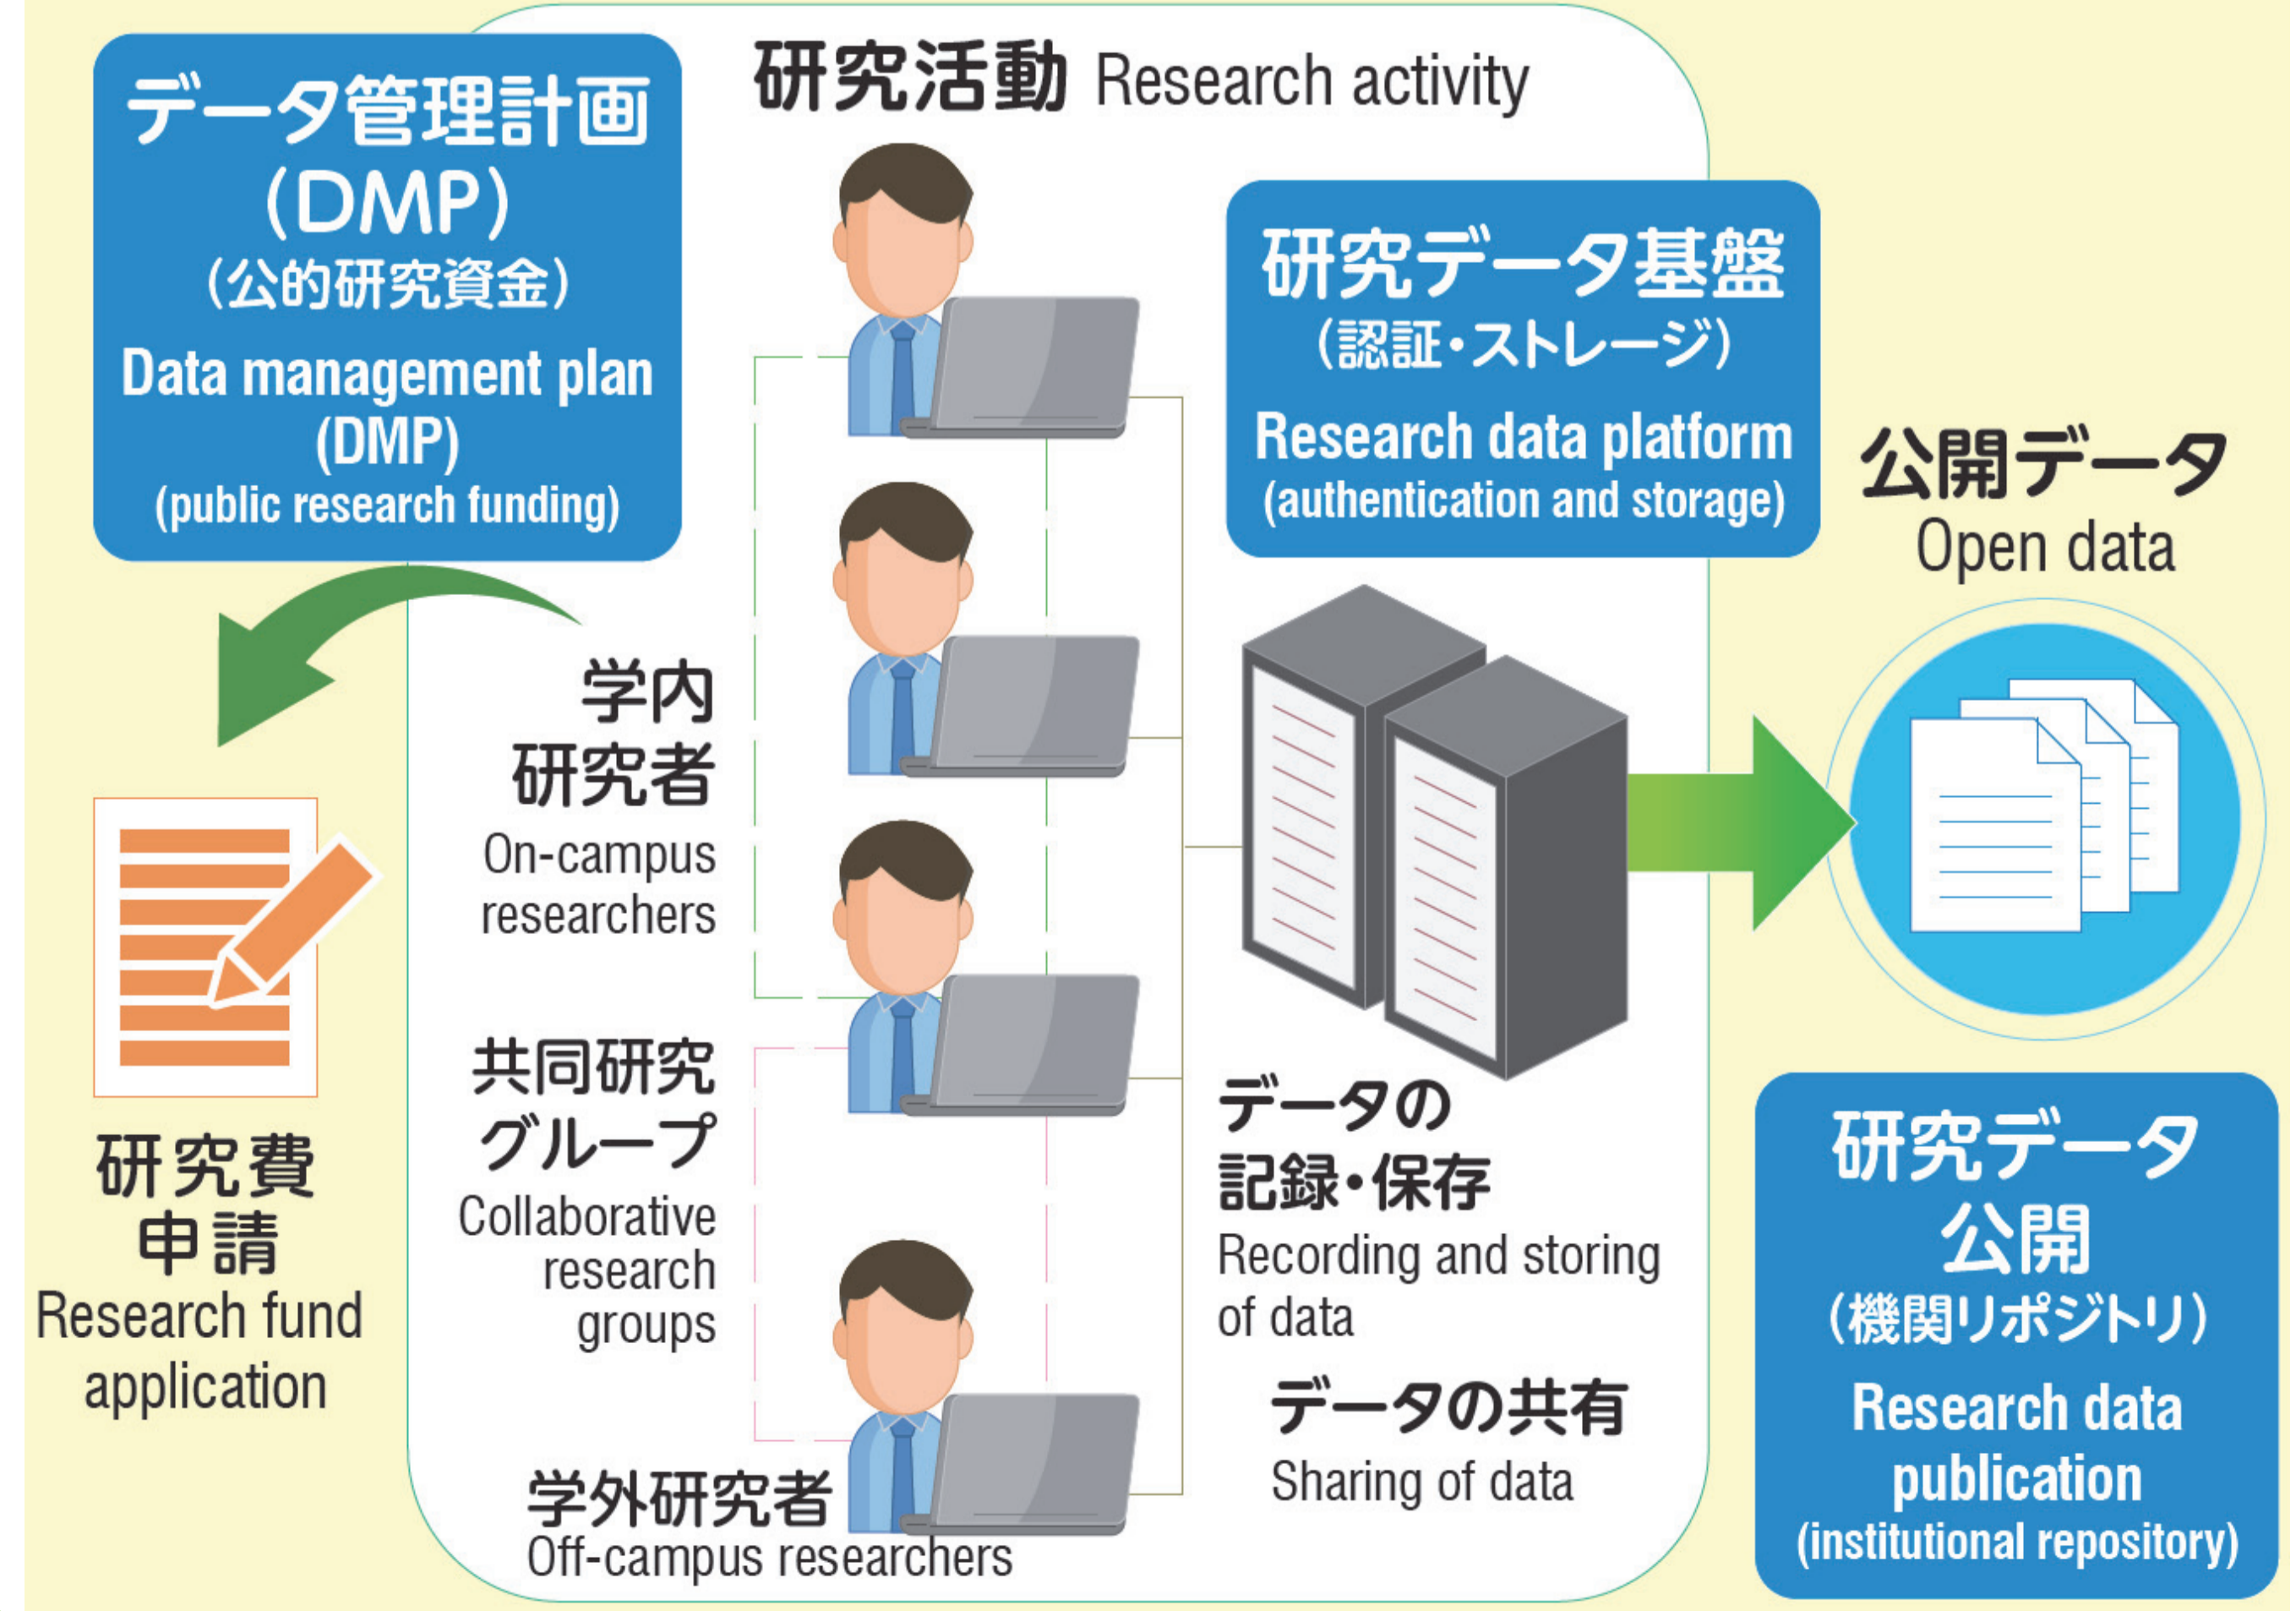 データ管理計画
(DMP)
(公的研究資金)
Data management plan
(DMP)
(public research funding)
研究活動 Research activity
研究データ基盤
(認証・ストレージ)
Research data platform
(authentication and storage)
公開データ
Open data
学内
研究者
On-campus
researchers
共同研究
グループ
Collaborative
research
groups
学外研究者
Off-campus researchers
研究費
申請
Research fund
application
データの
記録・保存
Recording and storing
of data
データの共有
Sharing of data
研究データ
公開
(機関リポジトリ)
Research data
publication
(institutional repository)